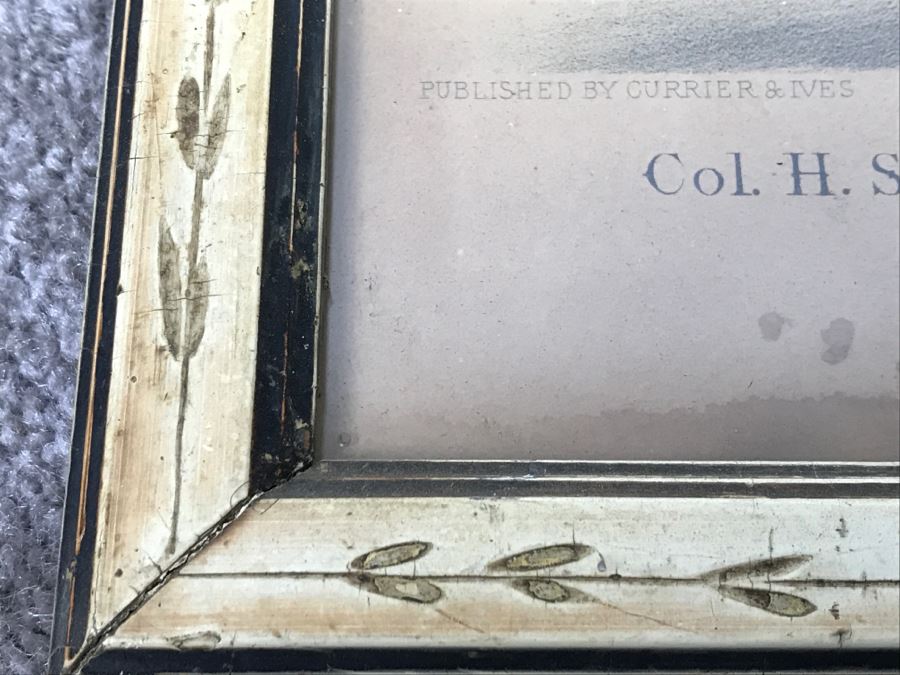 PUBLISHED BY CURRIER & IVES
Col. H. S